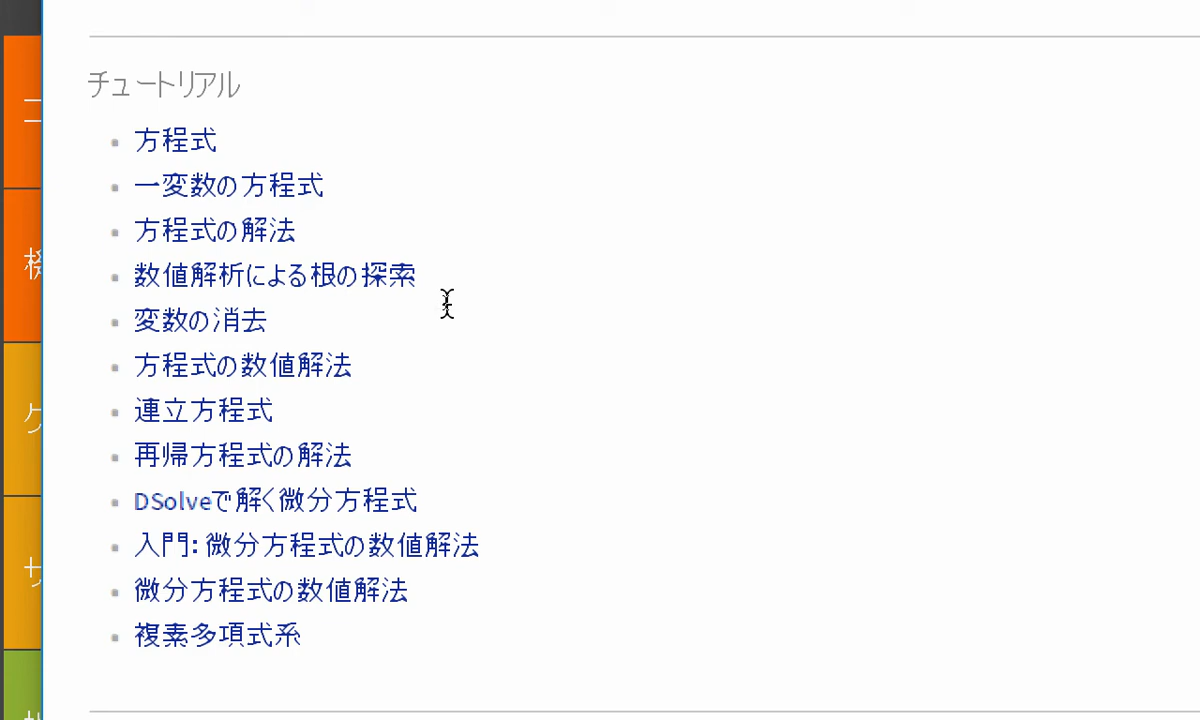 チュートリアル
方程式
一変数の方程式
方程式の解法
数値解析による根の探索
変数の消去
方程式の数値解法
連立方程式
再帰方程式の解法
DSolveで解く微分方程式
入門: 微分方程式の数値解法
微分方程式の数値解法
複素多項式系